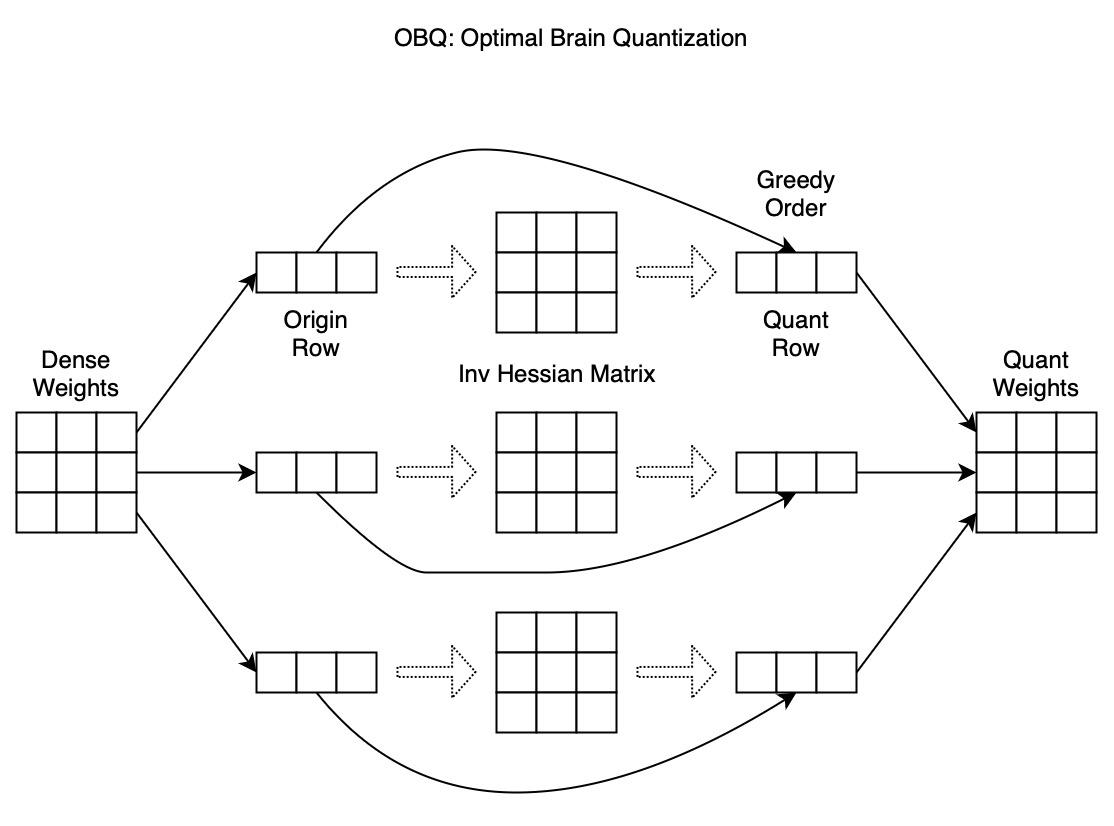 OBQ: Optimal Brain Quantization
Greedy
Order
Origin
Row
Quant
Row
Dense
Weights
Inv Hessian Matrix
Quant
Weights